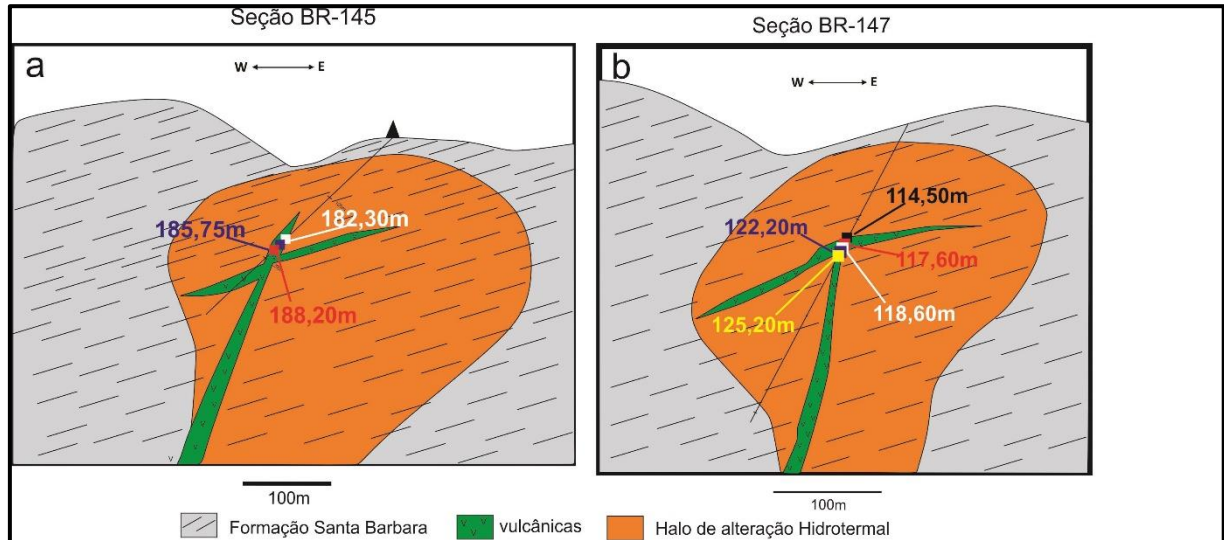 Seção BR-145
Seção BR-147
a
W E
185,75m
182,30m
188,20m
100m
b
W E
114,50m
122,20m
117,60m
118,60m
125,20m
100m
Formação Santa Barbara
vulcânicas
Halo de alteração Hidrotermal